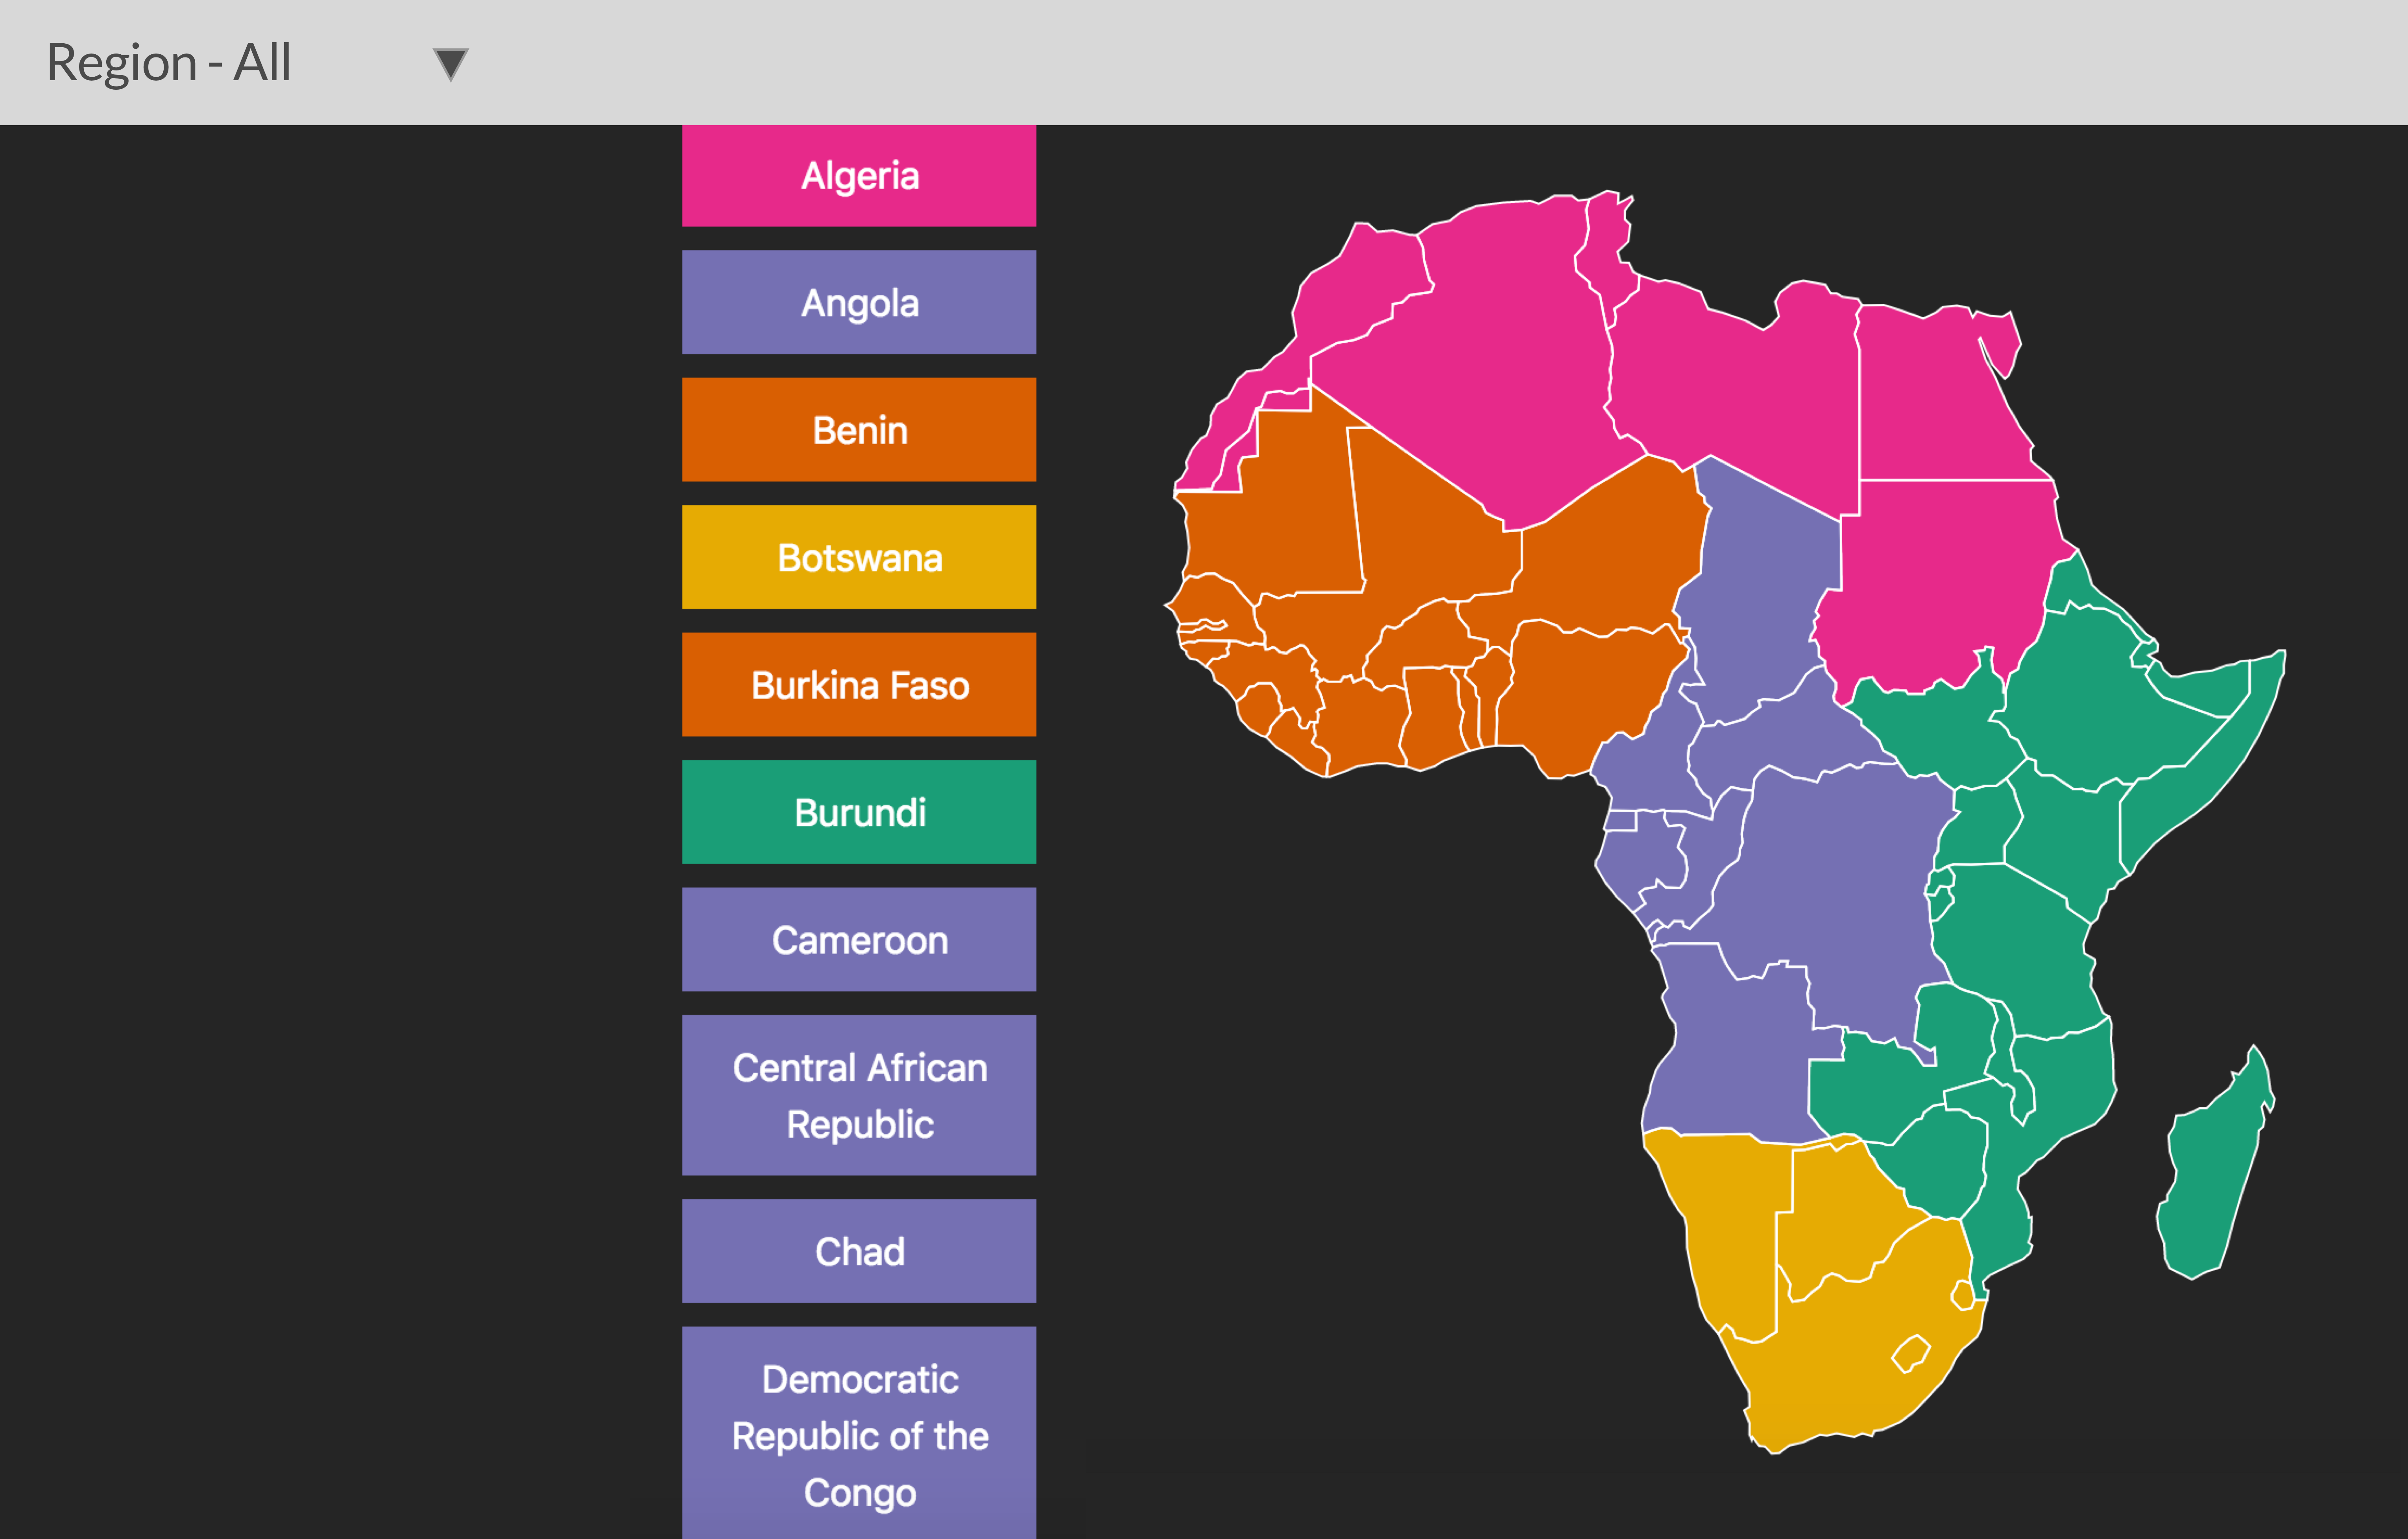 Region - All
Algeria
Angola
Benin
Botswana
Burkina Faso
Burundi
Cameroon
Central African
Republic
Chad
Democratic
Republic of the
Congo